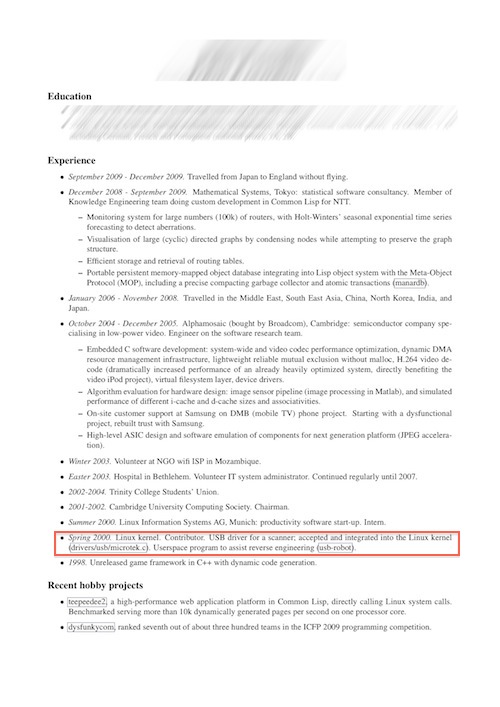 Education
Experience
• September 2009 - December 2009. Travelled from Japan to England without flying.
• December 2008 - September 2009. Mathematical Systems, Tokyo: statistical software consultancy. Member of
Knowledge Engineering team doing custom development in Common Lisp for NTT.
– Monitoring system for large numbers (100k) of routers, with Holt-Winters' seasonal exponential time series
forecasting to detect aberrations.
– Visualisation of large (cyclic) directed graphs by condensing nodes while attempting to preserve the graph
structure.
– Efficient storage and retrieval of routing tables.
– Portable persistent memory-mapped object database integrating into Lisp object system with the Meta-Object
Protocol (MOP), including a precise compacting garbage collector and atomic transactions (manardb).
• January 2006 - November 2008. Travelled in the Middle East, South East Asia, China, North Korea, India, and
Japan.
• October 2004 - December 2005. Alphamosaic (bought by Broadcom), Cambridge: semiconductor company spe-
cialising in low-power video. Engineer on the software research team.
– Embedded C software development: system-wide and video codec performance optimization, dynamic DMA
resource management infrastructure, lightweight reliable mutual exclusion without malloc, H.264 video de-
code (dramatically increased performance of an already heavily optimized system, directly benefiting the
video iPod project), virtual filesystem layer, device drivers.
– Algorithm evaluation for hardware design: image sensor pipeline (image processing in Matlab), and simulated
performance of different i-cache and d-cache sizes and associativities.
– On-site customer support at Samsung on DMB (mobile TV) phone project. Starting with a dysfunctional
project, rebuilt trust with Samsung.
– High-level ASIC design and software emulation of components for next generation platform (JPEG accelera-
tion).
• Winter 2003. Volunteer at NGO wifi ISP in Mozambique.
• Easter 2003. Hospital in Bethlehem. Volunteer IT system administrator. Continued regularly until 2007.
• 2002-2004. Trinity College Students' Union.
• 2001-2002. Cambridge University Computing Society. Chairman.
• Summer 2000. Linux Information Systems AG, Munich: productivity software start-up. Intern.
• Spring 2000. Linux kernel. Contributor. USB driver for a scanner; accepted and integrated into the Linux kernel
(drivers/usb/microtek.c). Userspace program to assist reverse engineering (usb-robot).
• 1998. Unreleased game framework in C++ with dynamic code generation.
Recent hobby projects
• teepeedee2, a high-performance web application platform in Common Lisp, directly calling Linux system calls.
Benchmarked serving more than 10k dynamically generated pages per second on one processor core.
• dysfunkycom, ranked seventh out of about three hundred teams in the ICFP 2009 programming competition.